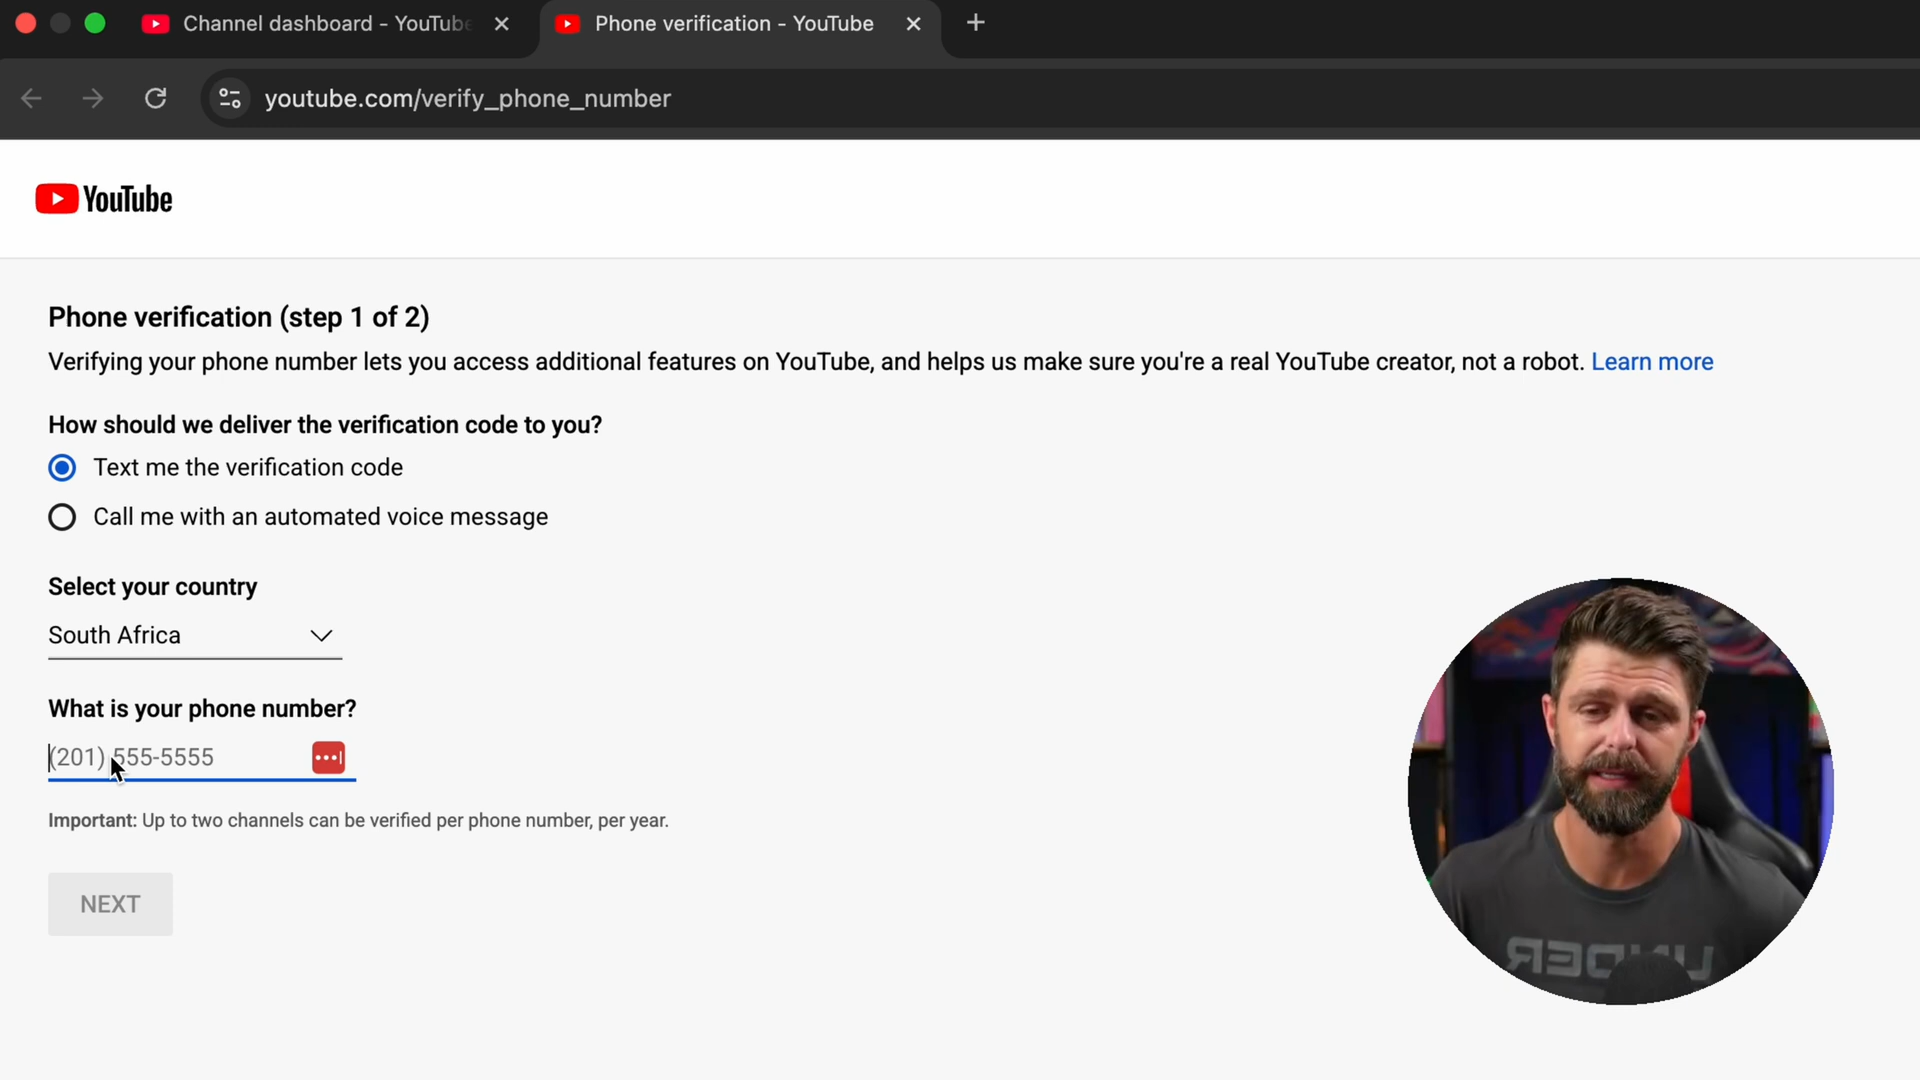 Channel dashboard - YouTube
Phone verification - YouTube
youtube.com/verify_phone_number
YouTube
Phone verification (step 1 of 2)
Verifying your phone number lets you access additional features on YouTube, and helps us make sure you're a real YouTube creator, not a robot. Learn more
How should we deliver the verification code to you?
Text me the verification code
Call me with an automated voice message
Select your country
South Africa
What is your phone number?
(201) 555-5555
Important: Up to two channels can be verified per phone number, per year.
NEXT
UNDER